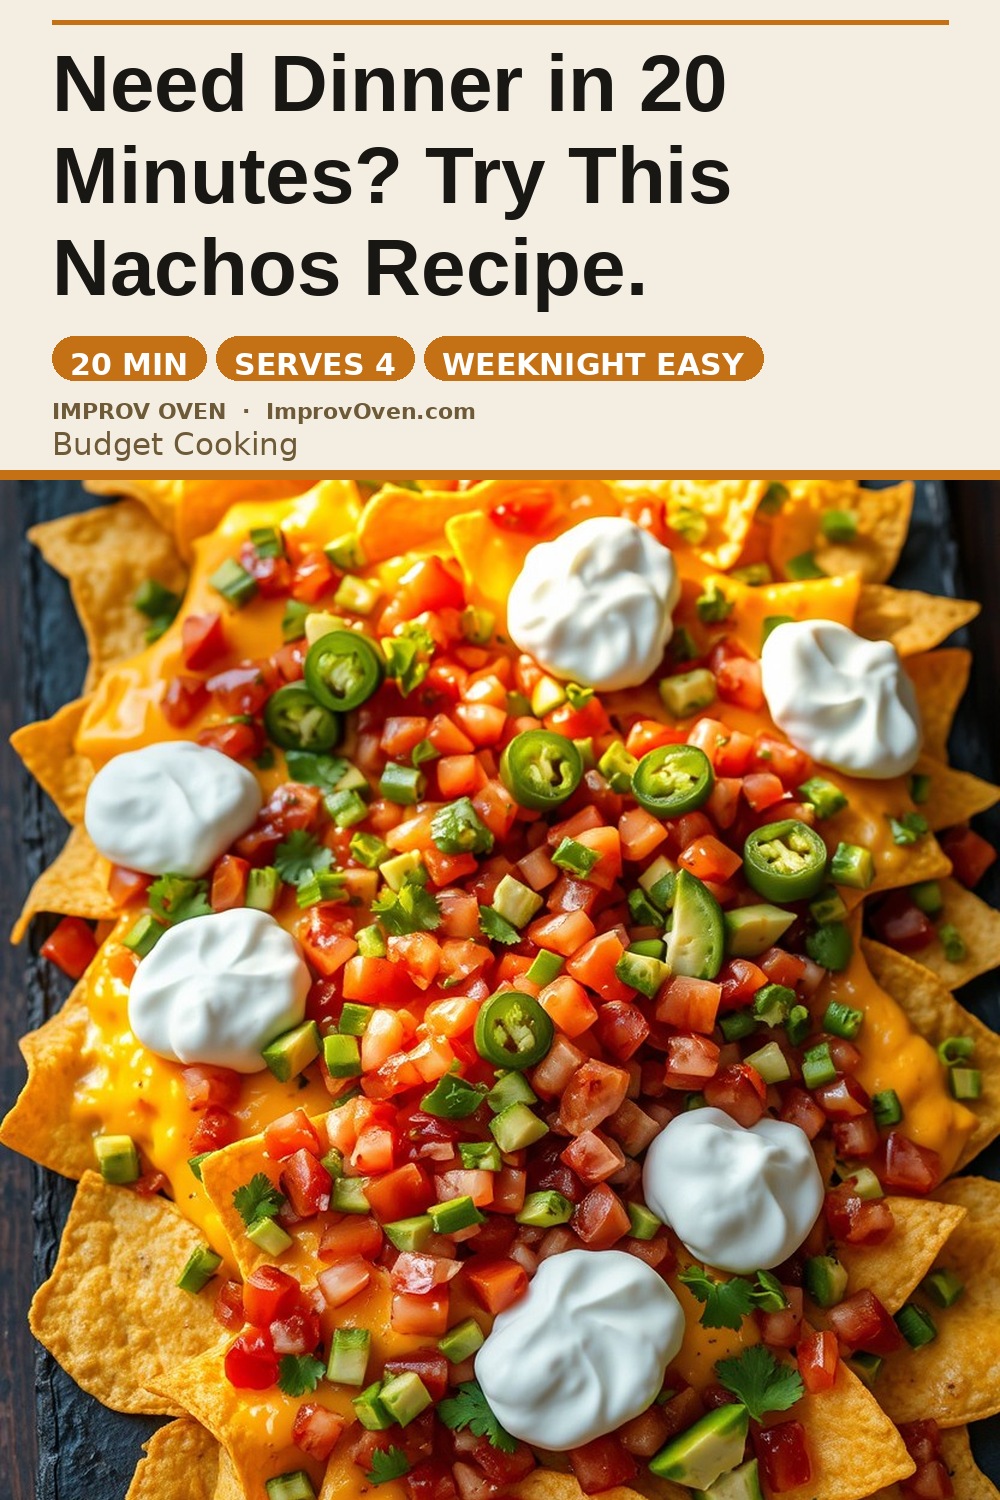 Need Dinner in 20
Minutes? Try This
Nachos Recipe.
20 MIN SERVES 4 WEEKNIGHT EASY
IMPROV OVEN · ImprovOven.com
Budget Cooking